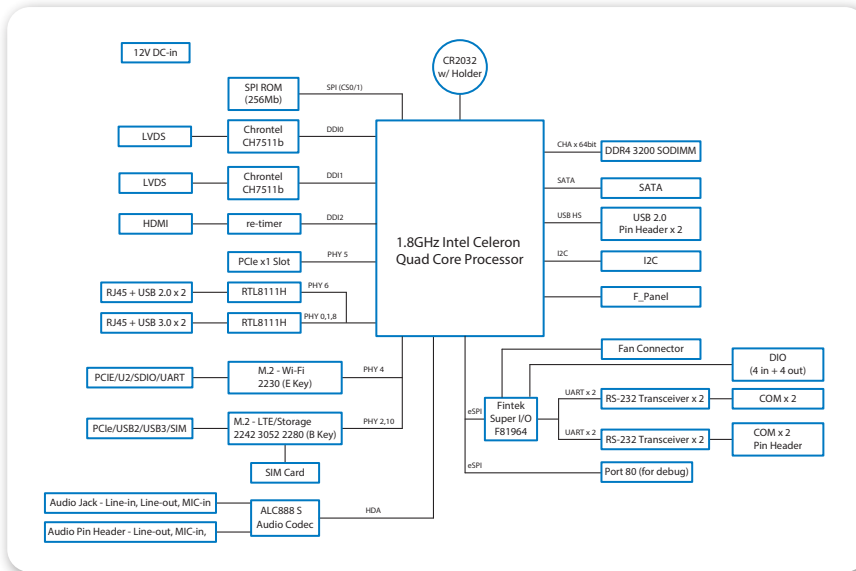 12V DC-in
CR2032
w/ Holder
SPI ROM
(256Mb)
SPI (CS0/1)
LVDS
Chrontel
CH7511b
DDI0
LVDS
Chrontel
CH7511b
DDI1
HDMI
re-timer
DDI2
PCIe x1 Slot
PHY 5
RJ45 + USB 2.0 x 2
RTL8111H
PHY 6
RJ45 + USB 3.0 x 2
RTL8111H
PHY 0,1,8
PCIE/U2/SDIO/UART
M.2 - Wi-Fi
2230 (E Key)
PHY 4
PCIe/USB2/USB3/SIM
M.2 - LTE/Storage
2242 3052 2280 (B Key)
PHY 2,10
SIM Card
Audio Jack - Line-in, Line-out, MIC-in
Audio Pin Header - Line-out, MIC-in,
ALC888 S
Audio Codec
HDA
1.8GHz Intel Celeron
Quad Core Processor
CHA x 64bit
DDR4 3200 SODIMM
SATA
SATA
USB HS
USB 2.0
Pin Header x 2
I2C
I2C
F_Panel
Fan Connector
DIO
(4 in + 4 out)
eSPI
Fintek
Super I/O
F81964
UART x 2
RS-232 Transceiver x 2
COM x 2
UART x 2
RS-232 Transceiver x 2
COM x 2
Pin Header
eSPI
Port 80 (for debug)